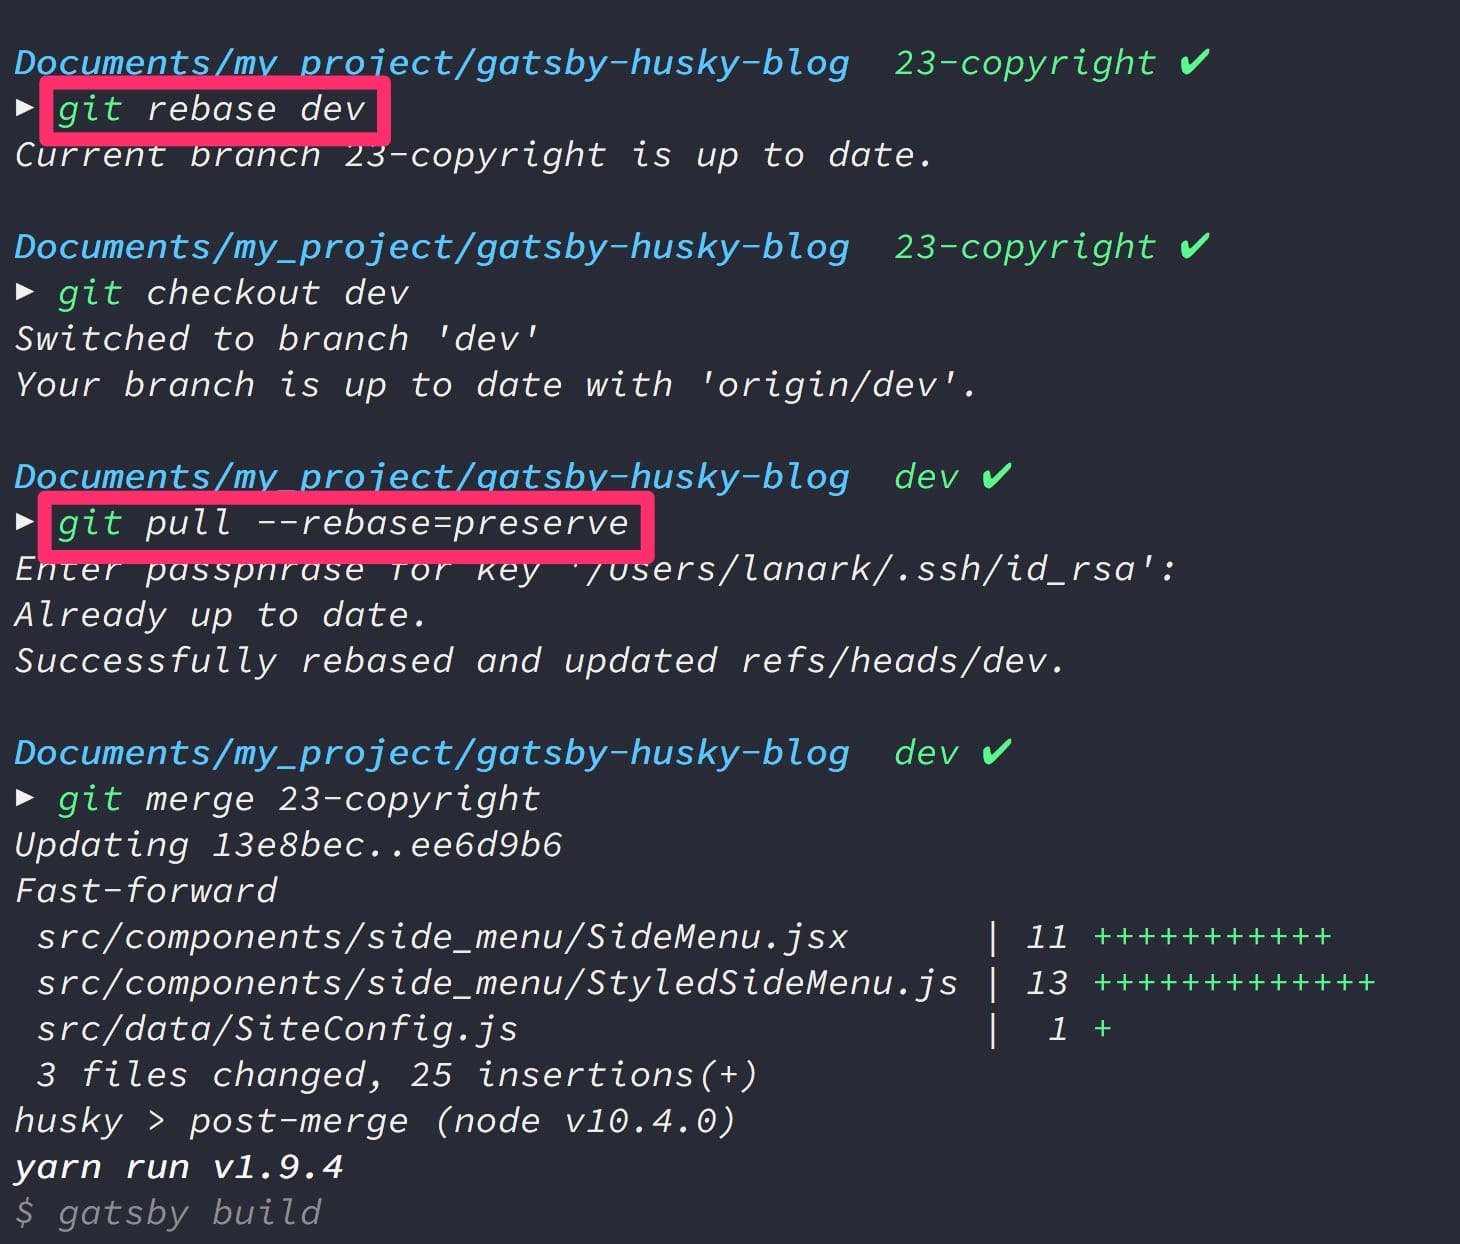 Documents/my_project/gatsby-husky-blog 23-copyright ✔
▶ git rebase dev
Current branch 23-copyright is up to date.
Documents/my_project/gatsby-husky-blog 23-copyright ✔
▶ git checkout dev
Switched to branch 'dev'
Your branch is up to date with 'origin/dev'.
Documents/my_project/gatsby-husky-blog dev ✔
▶ git pull --rebase=preserve
Enter passphrase for key '/Users/lanark/.ssh/id_rsa':
Already up to date.
Successfully rebased and updated refs/heads/dev.
Documents/my_project/gatsby-husky-blog dev ✔
▶ git merge 23-copyright
Updating 13e8bec..ee6d9b6
Fast-forward
src/components/side_menu/SideMenu.jsx | 11 +++++++++++
src/components/side_menu/StyledSideMenu.js | 13 +++++++++++++
src/data/SiteConfig.js | 1 +
3 files changed, 25 insertions(+)
husky > post-merge (node v10.4.0)
yarn run v1.9.4
$ gatsby build